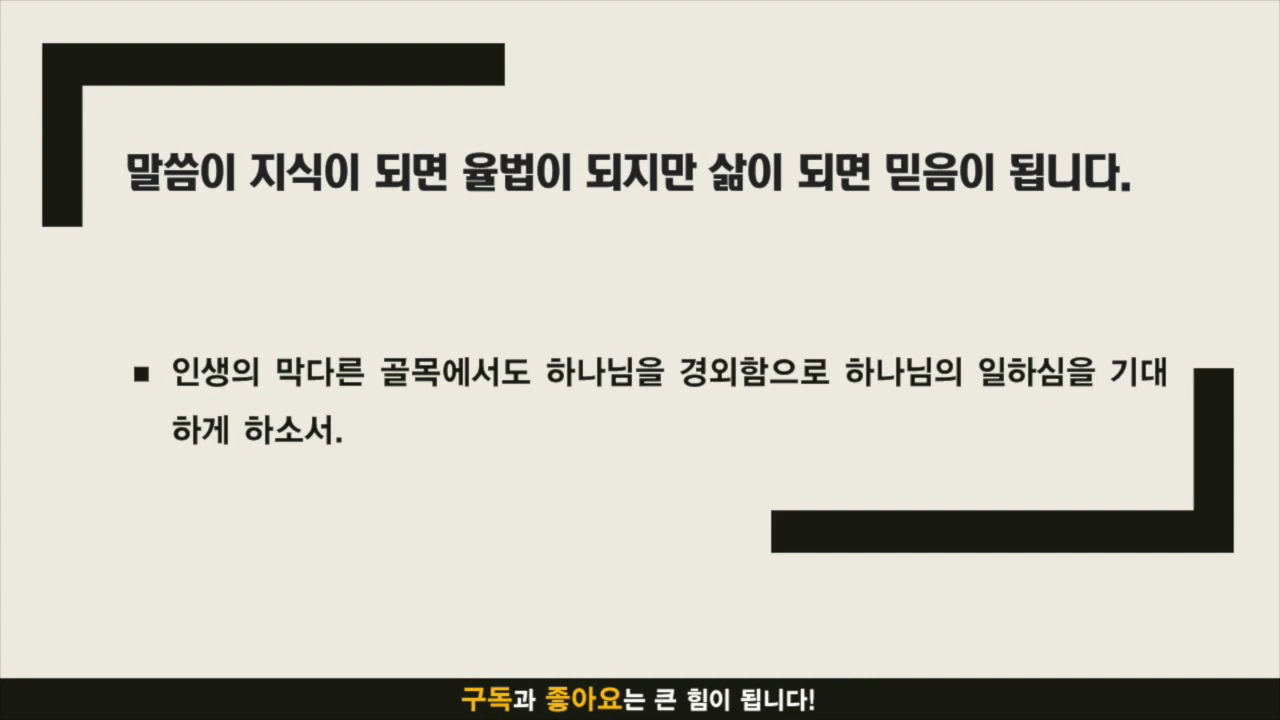 말씀이 지식이 되면 율법이 되지만 삶이 되면 믿음이 됩니다.
▪ 인생의 막다른 골목에서도 하나님을 경외함으로 하나님의 일하심을 기대
하게 하소서.
구독과 좋아요는 큰 힘이 됩니다!